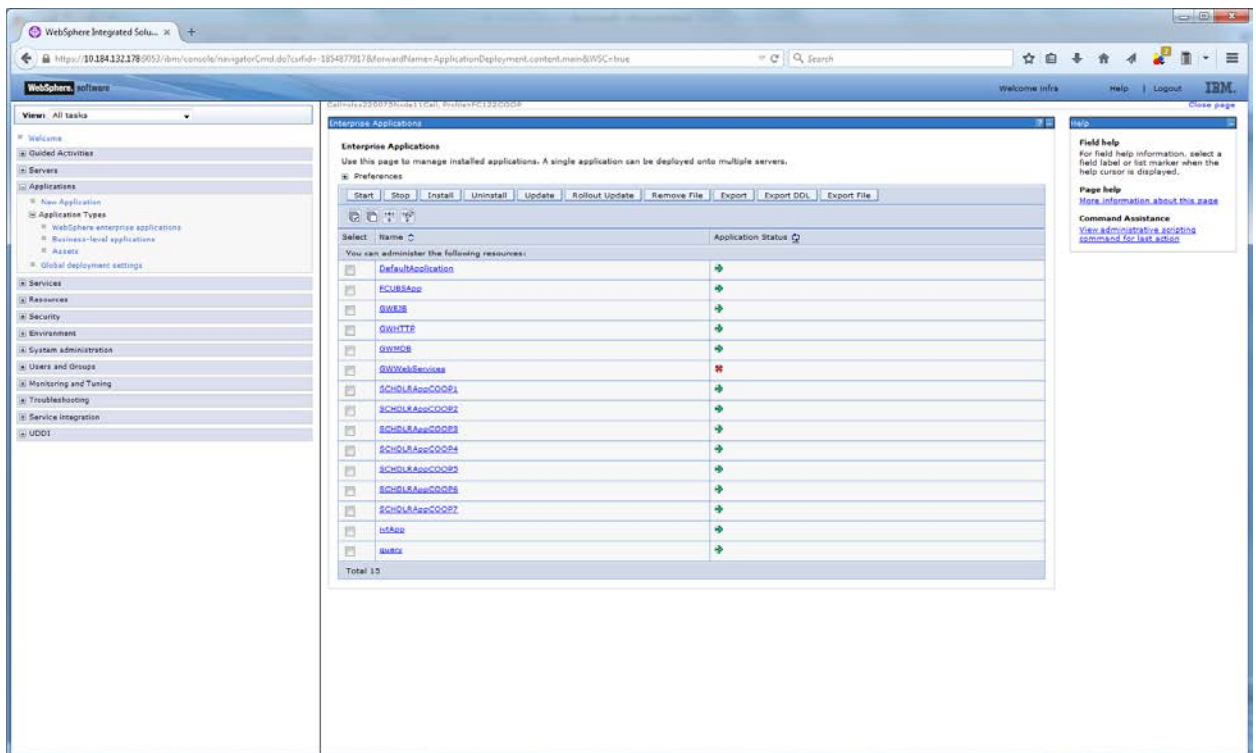 WebSphere Integrated Solu... × +
https://10.184.132.178:9053/ibm/console/navigatorCmd.do?csrfid=-1854877917&forwardName=ApplicationDeployment.content.main&WSC=true
Search
WebSphere. software
Welcome infra
Help | Logout
IBM.
View: All tasks
Welcome
Guided Activities
Servers
Applications
New Application
Application Types
WebSphere enterprise applications
Business-level applications
Assets
Global deployment settings
Services
Resources
Security
Environment
System administration
Users and Groups
Monitoring and Tuning
Troubleshooting
Service integration
UDDI
Close page
Enterprise Applications
Enterprise Applications
Use this page to manage installed applications. A single application can be deployed onto multiple servers.
Preferences
Start Stop Install Uninstall Update Rollout Update Remove File Export Export DDL Export File
Select Name Application Status
You can administer the following resources:
DefaultApplication
FCUBSApp
GWEJB
GWHTTP
GWMDB
GWWebServices
SCHDLRAppCOOP1
SCHDLRAppCOOP2
SCHDLRAppCOOP3
SCHDLRAppCOOP4
SCHDLRAppCOOP5
SCHDLRAppCOOP6
SCHDLRAppCOOP7
ivtApp
query
Total 15
Help
Field help
For field help information, select a
field label or list marker when the
help cursor is displayed.
Page help
More information about this page
Command Assistance
View administrative scripting
command for last action